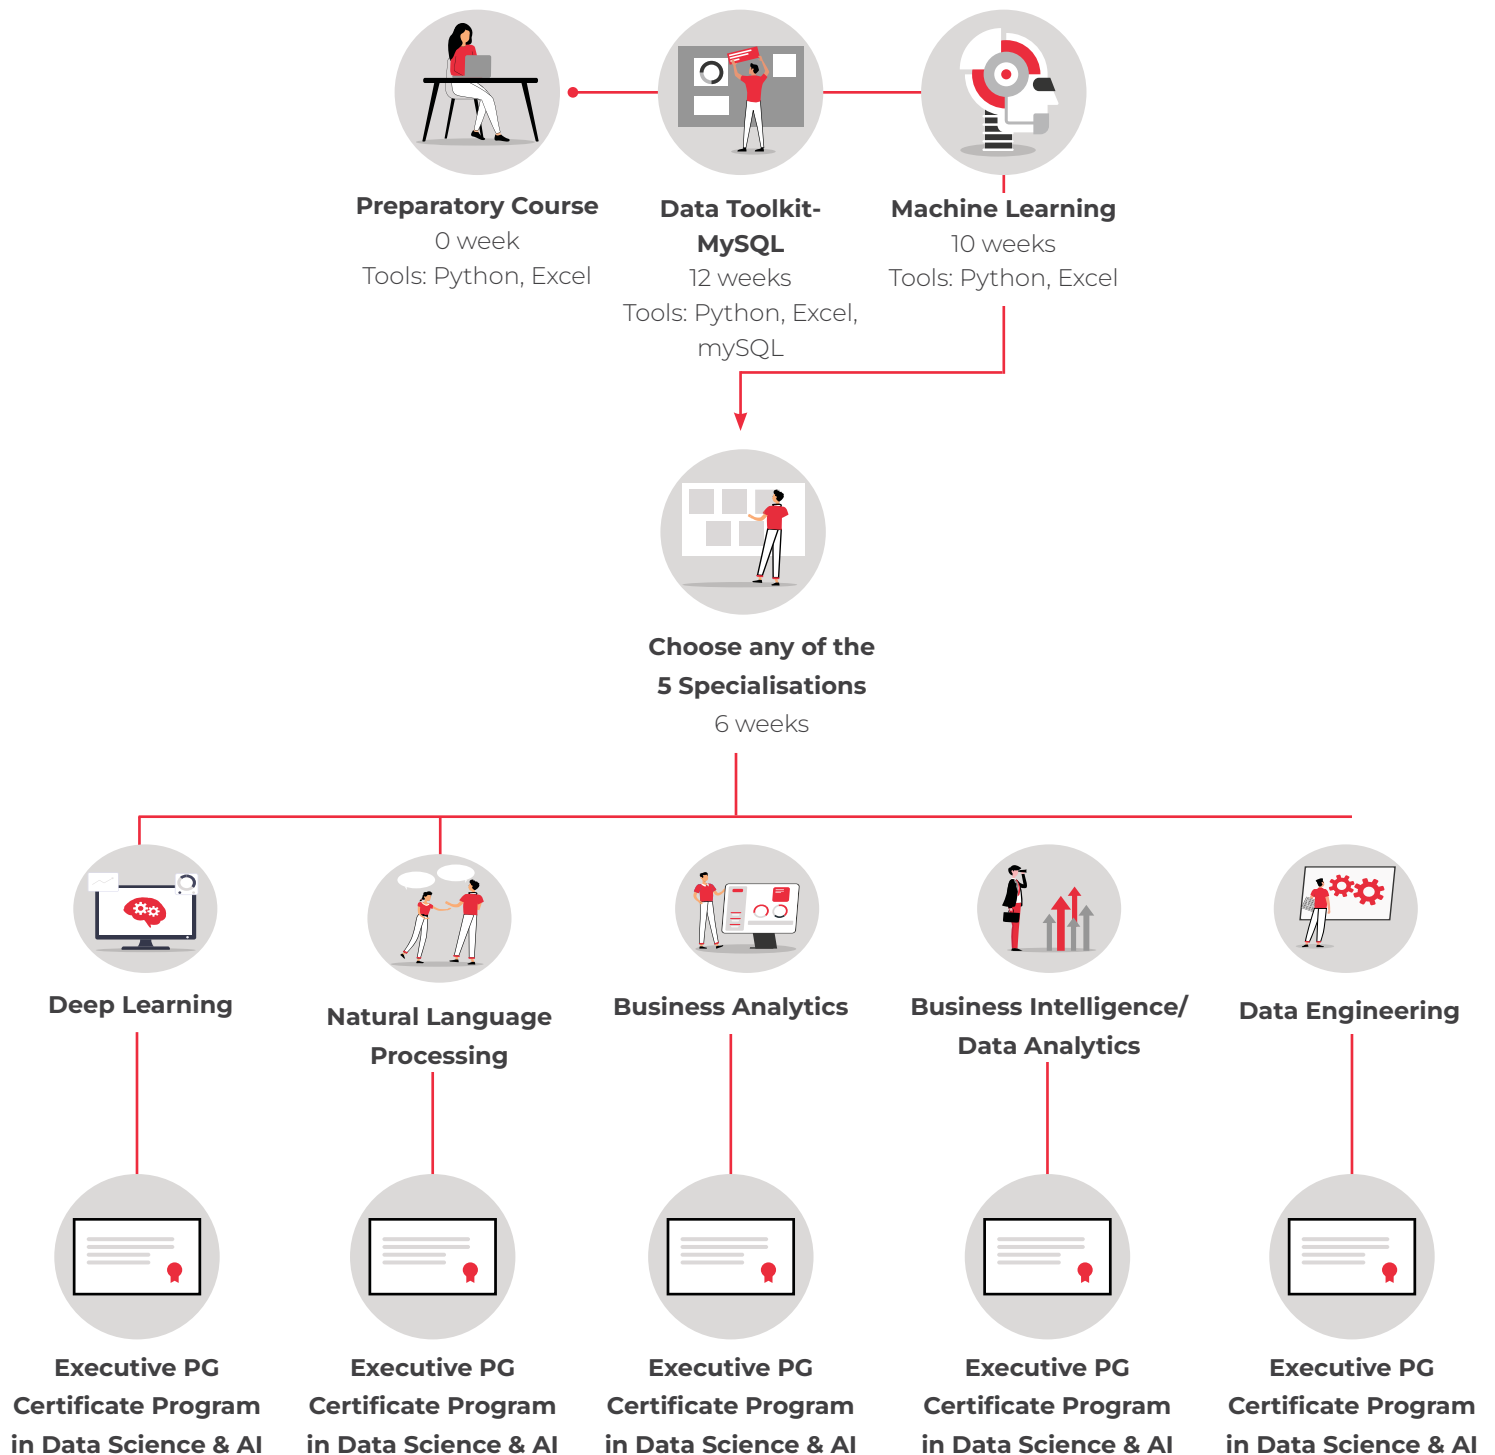 Preparatory Course
0 week
Tools: Python, Excel
Data Toolkit-
MySQL
12 weeks
Tools: Python, Excel,
mySQL
Machine Learning
10 weeks
Tools: Python, Excel
Choose any of the
5 Specialisations
6 weeks
Deep Learning
Natural Language
Processing
Business Analytics
Business Intelligence/
Data Analytics
Data Engineering
Executive PG
Certificate Program
in Data Science & AI
Executive PG
Certificate Program
in Data Science & AI
Executive PG
Certificate Program
in Data Science & AI
Executive PG
Certificate Program
in Data Science & AI
Executive PG
Certificate Program
in Data Science & AI